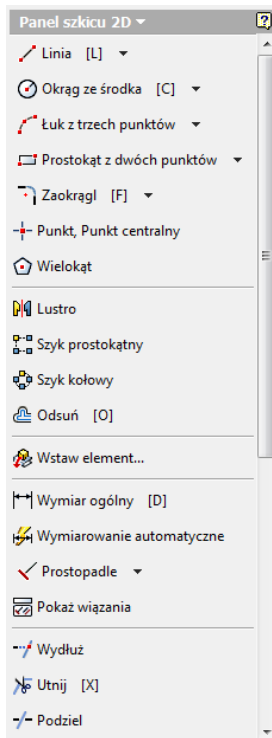 Panel szkicu 2D
Linia [L]
Okrąg ze środka [C]
Łuk z trzech punktów
Prostokąt z dwóch punktów
Zaokrągl [F]
Punkt, Punkt centralny
Wielokąt
Lustro
Szyk prostokątny
Szyk kołowy
Odsuń [O]
Wstaw element...
Wymiar ogólny [D]
Wymiarowanie automatyczne
Prostopadle
Pokaż wiązania
Wydłuż
Utnij [X]
Podziel